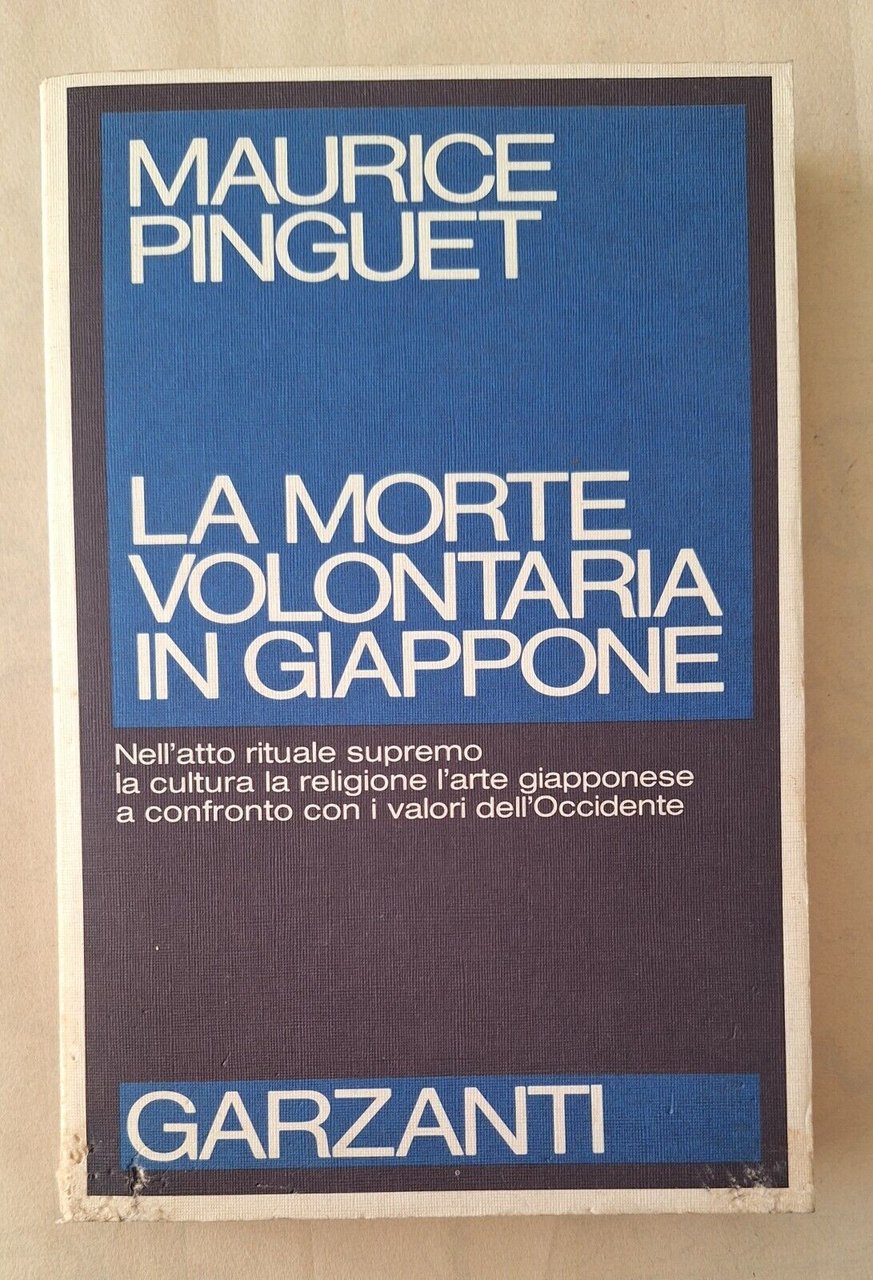 MAURICE
PINGUET
LA MORTE
VOLONTARIA
IN GIAPPONE
Nell'atto rituale supremo
la cultura la religione l'arte giapponese
a confronto con i valori dell'Occidente
GARZANTI